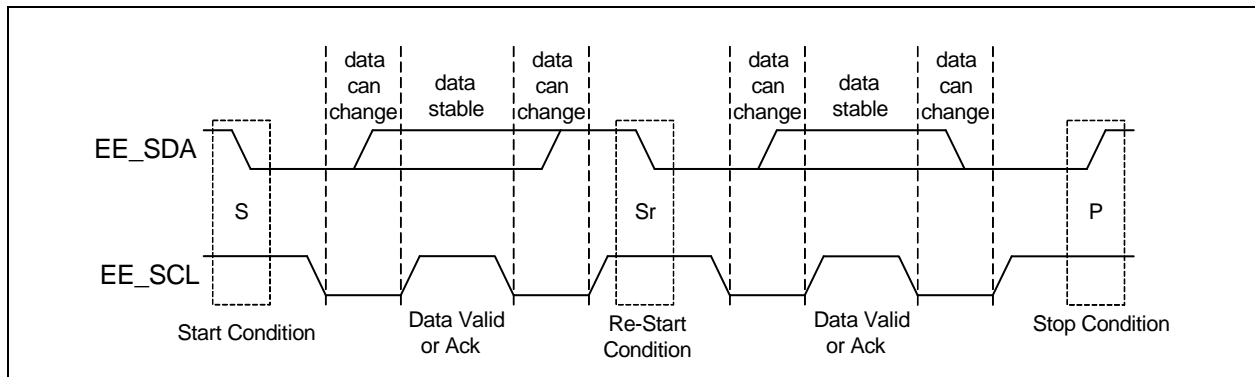 data
can
change
data
stable
data
can
change
data
can
change
data
stable
data
can
change
EE_SDA
S
Sr
P
EE_SCL
Start Condition
Data Valid
or Ack
Re-Start
Condition
Data Valid
or Ack
Stop Condition